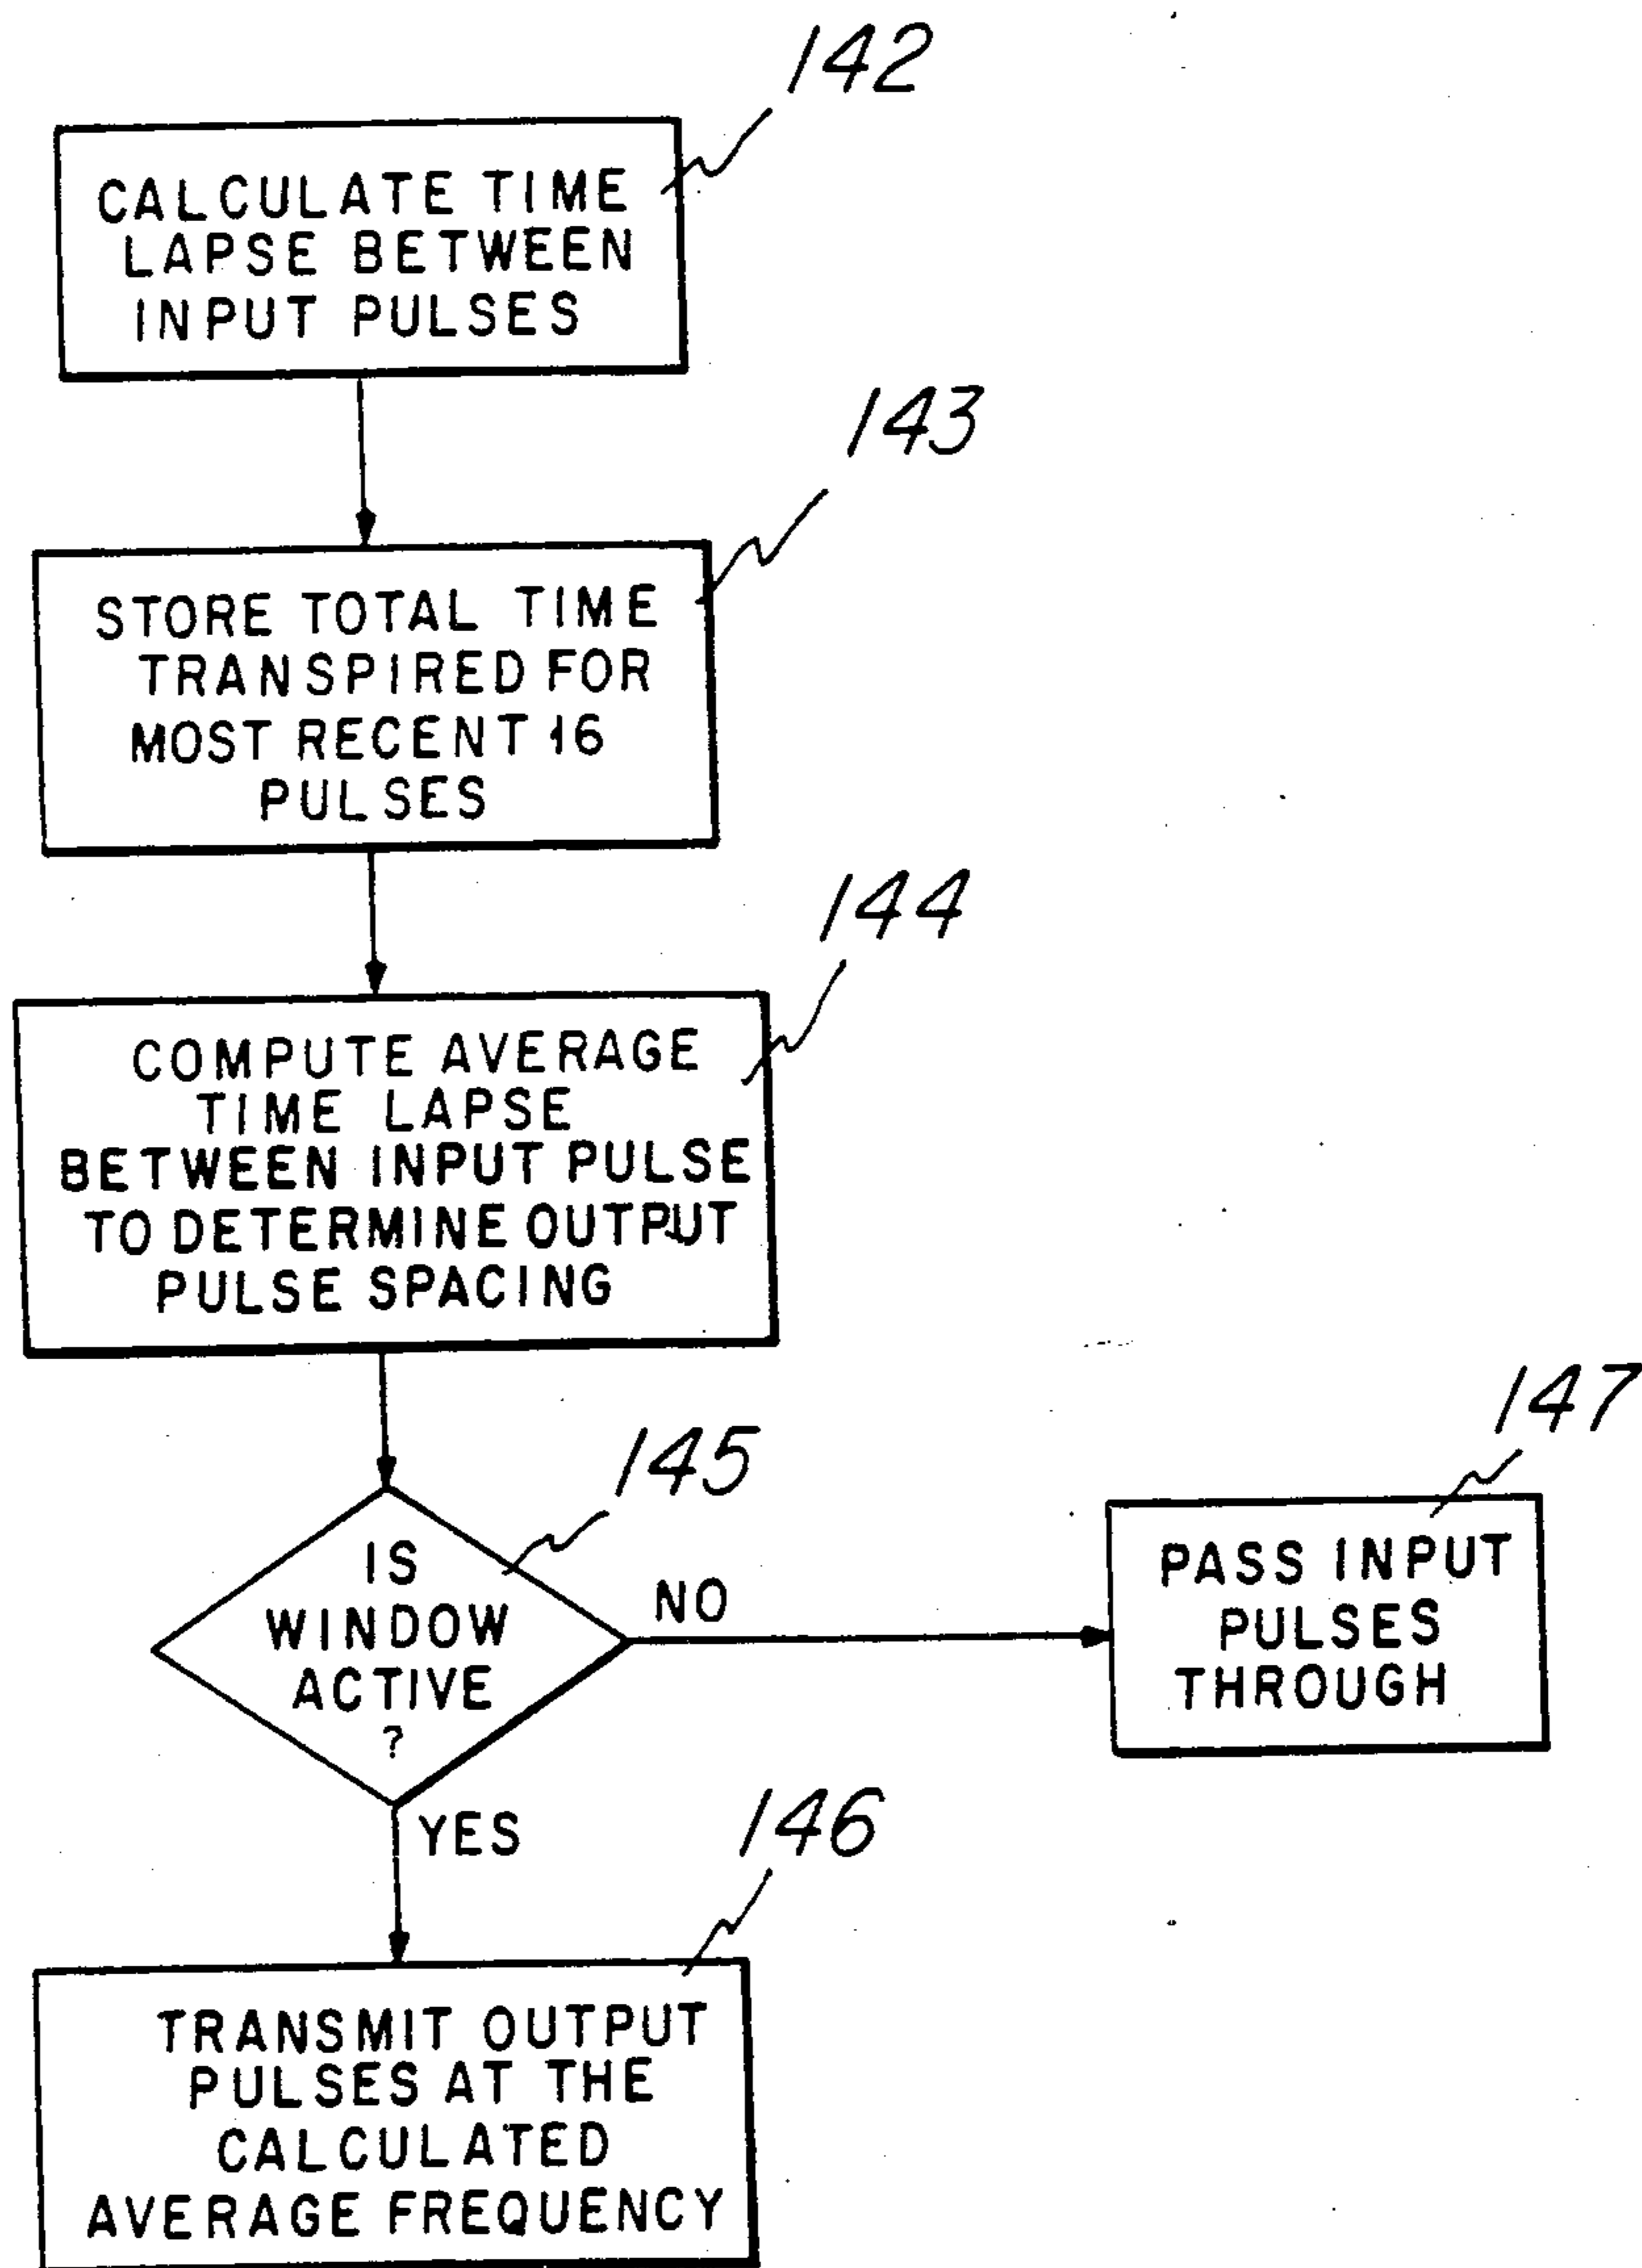 142
CALCULATE TIME
LAPSE BETWEEN
INPUT PULSES
143
STORE TOTAL TIME
TRANSPIRED FOR
MOST RECENT 16
PULSES
144
COMPUTE AVERAGE
TIME LAPSE
BETWEEN INPUT PULSE
TO DETERMINE OUTPUT
PULSE SPACING
145
IS
WINDOW
ACTIVE
?
NO
147
PASS INPUT
PULSES
THROUGH
YES
146
TRANSMIT OUTPUT
PULSES AT THE
CALCULATED
AVERAGE FREQUENCY